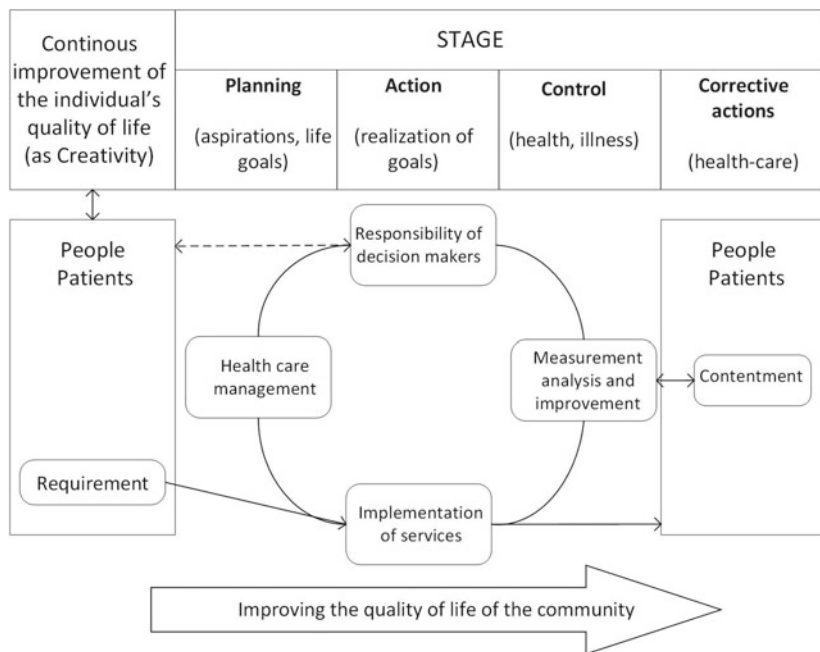 Continous
improvement of
the individual's
quality of life
(as Creativity)
STAGE
Planning
(aspirations, life
goals)
Action
(realization of
goals)
Control
(health, illness)
Corrective
actions
(health-care)
People
Patients
Responsibility of
decision makers
People
Patients
Health care
management
Measurement
analysis and
improvement
Contentment
Requirement
Implementation
of services
Improving the quality of life of the community